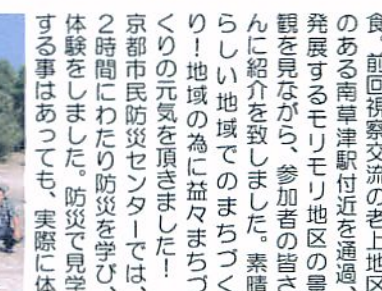 食。前回視察交流の老上地区
のある南草津駅付近を通過、
発展するモリモリ地区の景
観を見ながら、参加者の皆さ
んに紹介を致しました。素晴
らしい地域でのまちづく
り!地域の為に益々まちづ
くりの元気を頂きました!
京都市民防災センターでは、
2時間にわたり防災を学び、
体験をしました。防災で見学
する事はあっても、実際に体